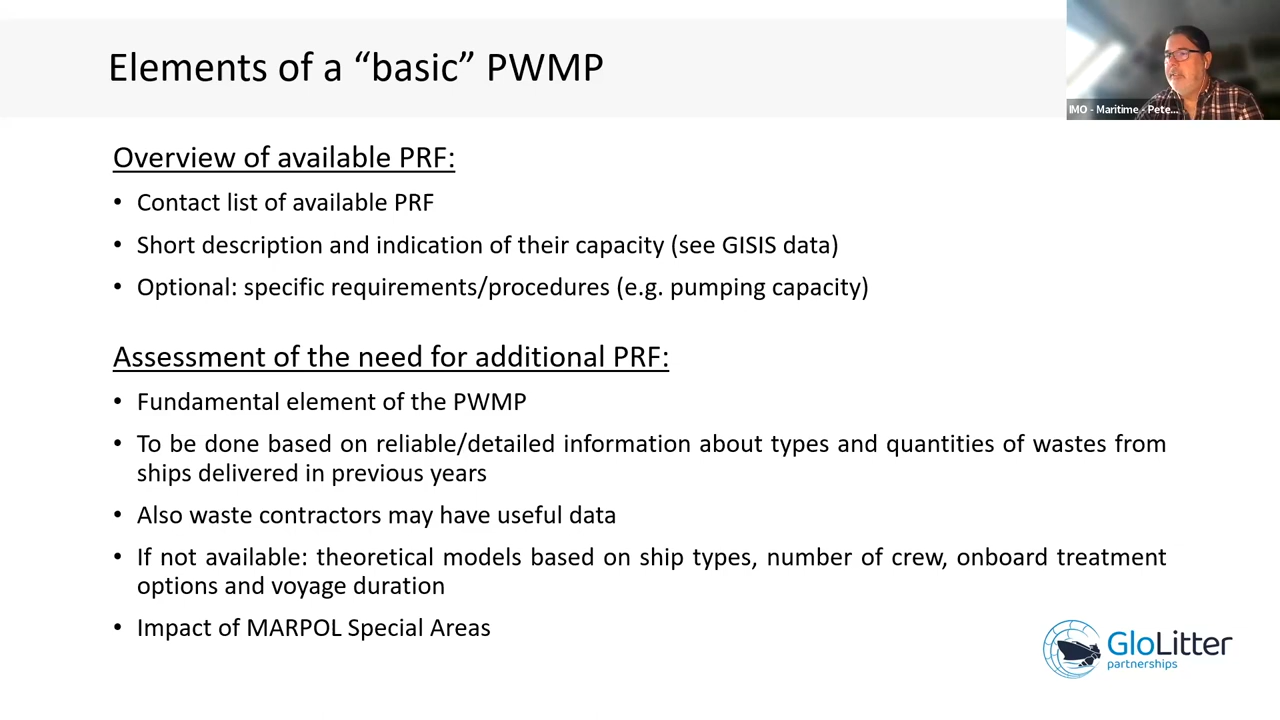 Elements of a “basic” PWMP
IMO - Maritime - Pete...
Overview of available PRF:
• Contact list of available PRF
• Short description and indication of their capacity (see GISIS data)
• Optional: specific requirements/procedures (e.g. pumping capacity)
Assessment of the need for additional PRF:
• Fundamental element of the PWMP
• To be done based on reliable/detailed information about types and quantities of wastes from
ships delivered in previous years
• Also waste contractors may have useful data
• If not available: theoretical models based on ship types, number of crew, onboard treatment
options and voyage duration
• Impact of MARPOL Special Areas
GloLitter
partnerships